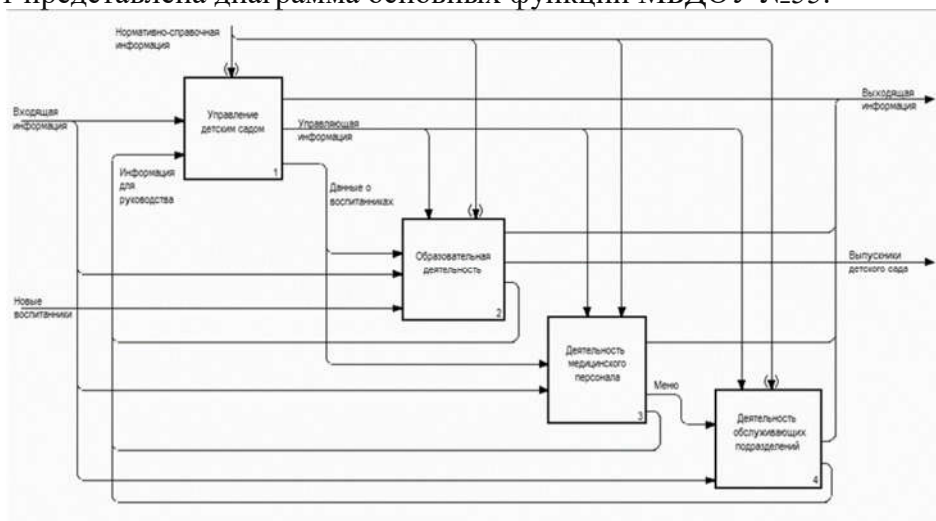 представлена диаграмма основных функций МБДОУ №55.
Нормативно-справочная
информация
Входящая
информация
Управление
детским садом
1
Выходящая
информация
Управляющая
информация
Информация
для
руководства
Данные о
воспитанниках
Образовательная
деятельность
2
Выпускники
детского сада
Новые
воспитанники
Деятельность
медицинского
персонала
3
Меню
Деятельность
обслуживающих
подразделений
4